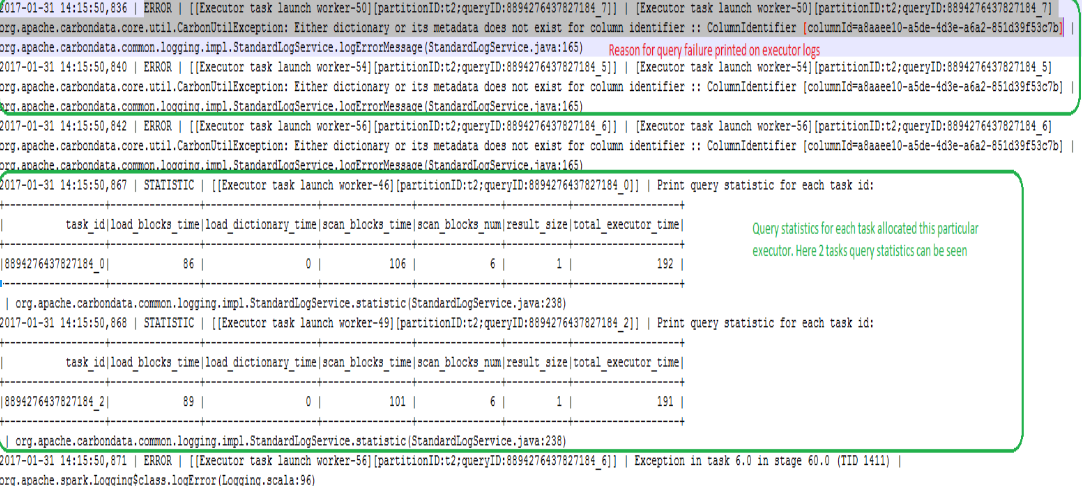 2017-01-31 14:15:50,836 | ERROR | [[Executor task launch worker-50][partitionID:t2;queryID:8894276437827184_7]] | [Executor task launch worker-50][partitionID:t2;queryID:8894276437827184_7]
org.apache.carbondata.core.util.CarbonUtilException: Either dictionary or its metadata does not exist for column identifier :: ColumnIdentifier [columnId=a8aaee10-a5de-4d3e-a6a2-851d39f53c7b] |
org.apache.carbondata.common.logging.impl.StandardLogService.logErrorMessage(StandardLogService.java:165)
Reason for query failure printed on executor logs
2017-01-31 14:15:50,840 | ERROR | [[Executor task launch worker-54][partitionID:t2;queryID:8894276437827184_5]] | [Executor task launch worker-54][partitionID:t2;queryID:8894276437827184_5]
org.apache.carbondata.core.util.CarbonUtilException: Either dictionary or its metadata does not exist for column identifier :: ColumnIdentifier [columnId=a8aaee10-a5de-4d3e-a6a2-851d39f53c7b] |
org.apache.carbondata.common.logging.impl.StandardLogService.logErrorMessage(StandardLogService.java:165)
2017-01-31 14:15:50,842 | ERROR | [[Executor task launch worker-56][partitionID:t2;queryID:8894276437827184_6]] | [Executor task launch worker-56][partitionID:t2;queryID:8894276437827184_6]
org.apache.carbondata.core.util.CarbonUtilException: Either dictionary or its metadata does not exist for column identifier :: ColumnIdentifier [columnId=a8aaee10-a5de-4d3e-a6a2-851d39f53c7b] |
org.apache.carbondata.common.logging.impl.StandardLogService.logErrorMessage(StandardLogService.java:165)
2017-01-31 14:15:50,867 | STATISTIC | [[Executor task launch worker-46][partitionID:t2;queryID:8894276437827184_0]] | Print query statistic for each task id:
| task_id|load_blocks_time|load_dictionary_time|scan_blocks_time|scan_blocks_num|result_size|total_executor_time|
|8894276437827184_0| 86 | 0 | 106 | 6 | 1 | 192 |
Query statistics for each task allocated this particular
executor. Here 2 tasks query statistics can be seen
| org.apache.carbondata.common.logging.impl.StandardLogService.statistic(StandardLogService.java:238)
2017-01-31 14:15:50,868 | STATISTIC | [[Executor task launch worker-49][partitionID:t2;queryID:8894276437827184_2]] | Print query statistic for each task id:
| task_id|load_blocks_time|load_dictionary_time|scan_blocks_time|scan_blocks_num|result_size|total_executor_time|
|8894276437827184_2| 89 | 0 | 101 | 6 | 1 | 191 |
| org.apache.carbondata.common.logging.impl.StandardLogService.statistic(StandardLogService.java:238)
2017-01-31 14:15:50,871 | ERROR | [[Executor task launch worker-56][partitionID:t2;queryID:8894276437827184_6]] | Exception in task 6.0 in stage 60.0 (TID 1411) |
org.apache.spark.Logging$class.logError(Logging.scala:96)